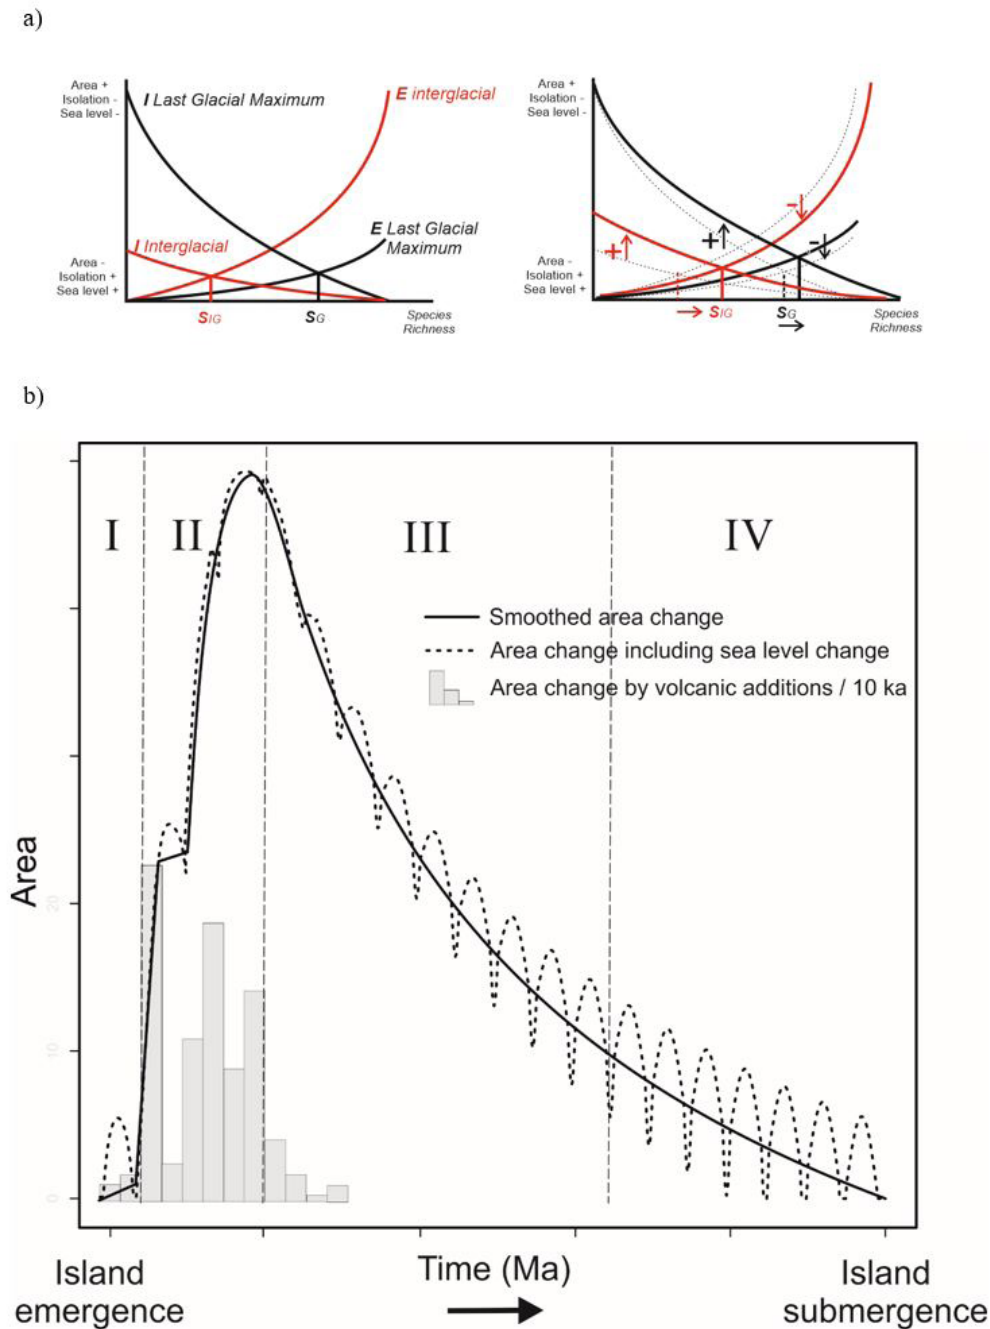 a)
Area +
Isolation -
Sea level -
I Last Glacial Maximum
E interglacial
I Interglacial
E Last Glacial
Maximum
Area -
Isolation +
Sea level +
SIG
SG
Species
Richness
Area +
Isolation -
Sea level -
+
+
-
-
Area -
Isolation +
Sea level +
SIG
SG
Species
Richness
b)
I
II
III
IV
Smoothed area change
Area change including sea level change
Area change by volcanic additions / 10 ka
Area
20
10
0
Island
emergence
Time (Ma)
Island
submergence